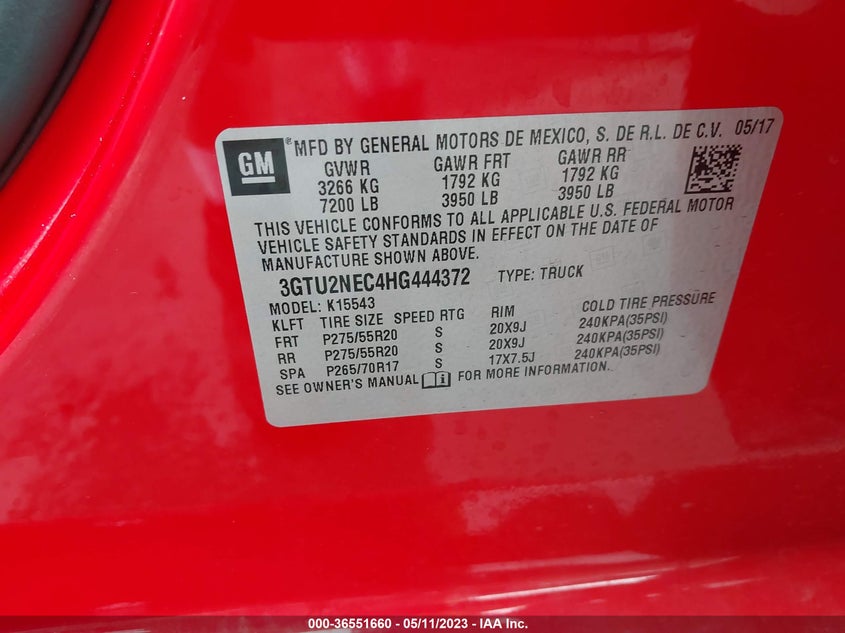 GM
® MFD BY GENERAL MOTORS DE MEXICO, S. DE R.L. DE C.V. 05/17
GVWR GAWR FRT GAWR RR
3266 KG 1792 KG 1792 KG
7200 LB 3950 LB 3950 LB
THIS VEHICLE CONFORMS TO ALL APPLICABLE U.S. FEDERAL MOTOR
VEHICLE SAFETY STANDARDS IN EFFECT ON THE DATE OF
MANUFACTURE SHOWN ABOVE.
3GTU2NEC4HG444372 TYPE: TRUCK
MODEL: K15543
KLFT TIRE SIZE SPEED RTG RIM COLD TIRE PRESSURE
FRT P275/55R20 S 20X9J 240KPA(35PSI)
RR P275/55R20 S 20X9J 240KPA(35PSI)
SPA P265/70R17 S 17X7.5J 240KPA(35PSI)
SEE OWNER'S MANUAL FOR MORE INFORMATION.
000-36551660 - 05/11/2023 - IAA Inc.